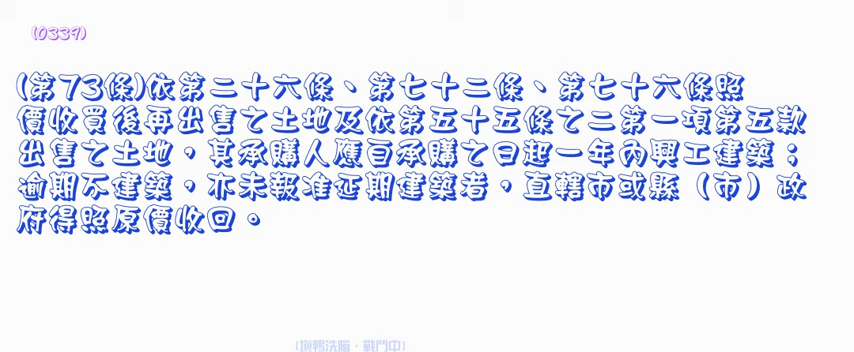 (0339)
(第73條)依第二十六條、第七十二條、第七十六條照
價收買後再出售之土地及依第五十五條之二第一項第五款
出售之土地，其承購人應自承購之日起一年內興工建築；
逾期不建築，亦未報准延期建築者，直轄市或縣（市）政
府得照原價收回。